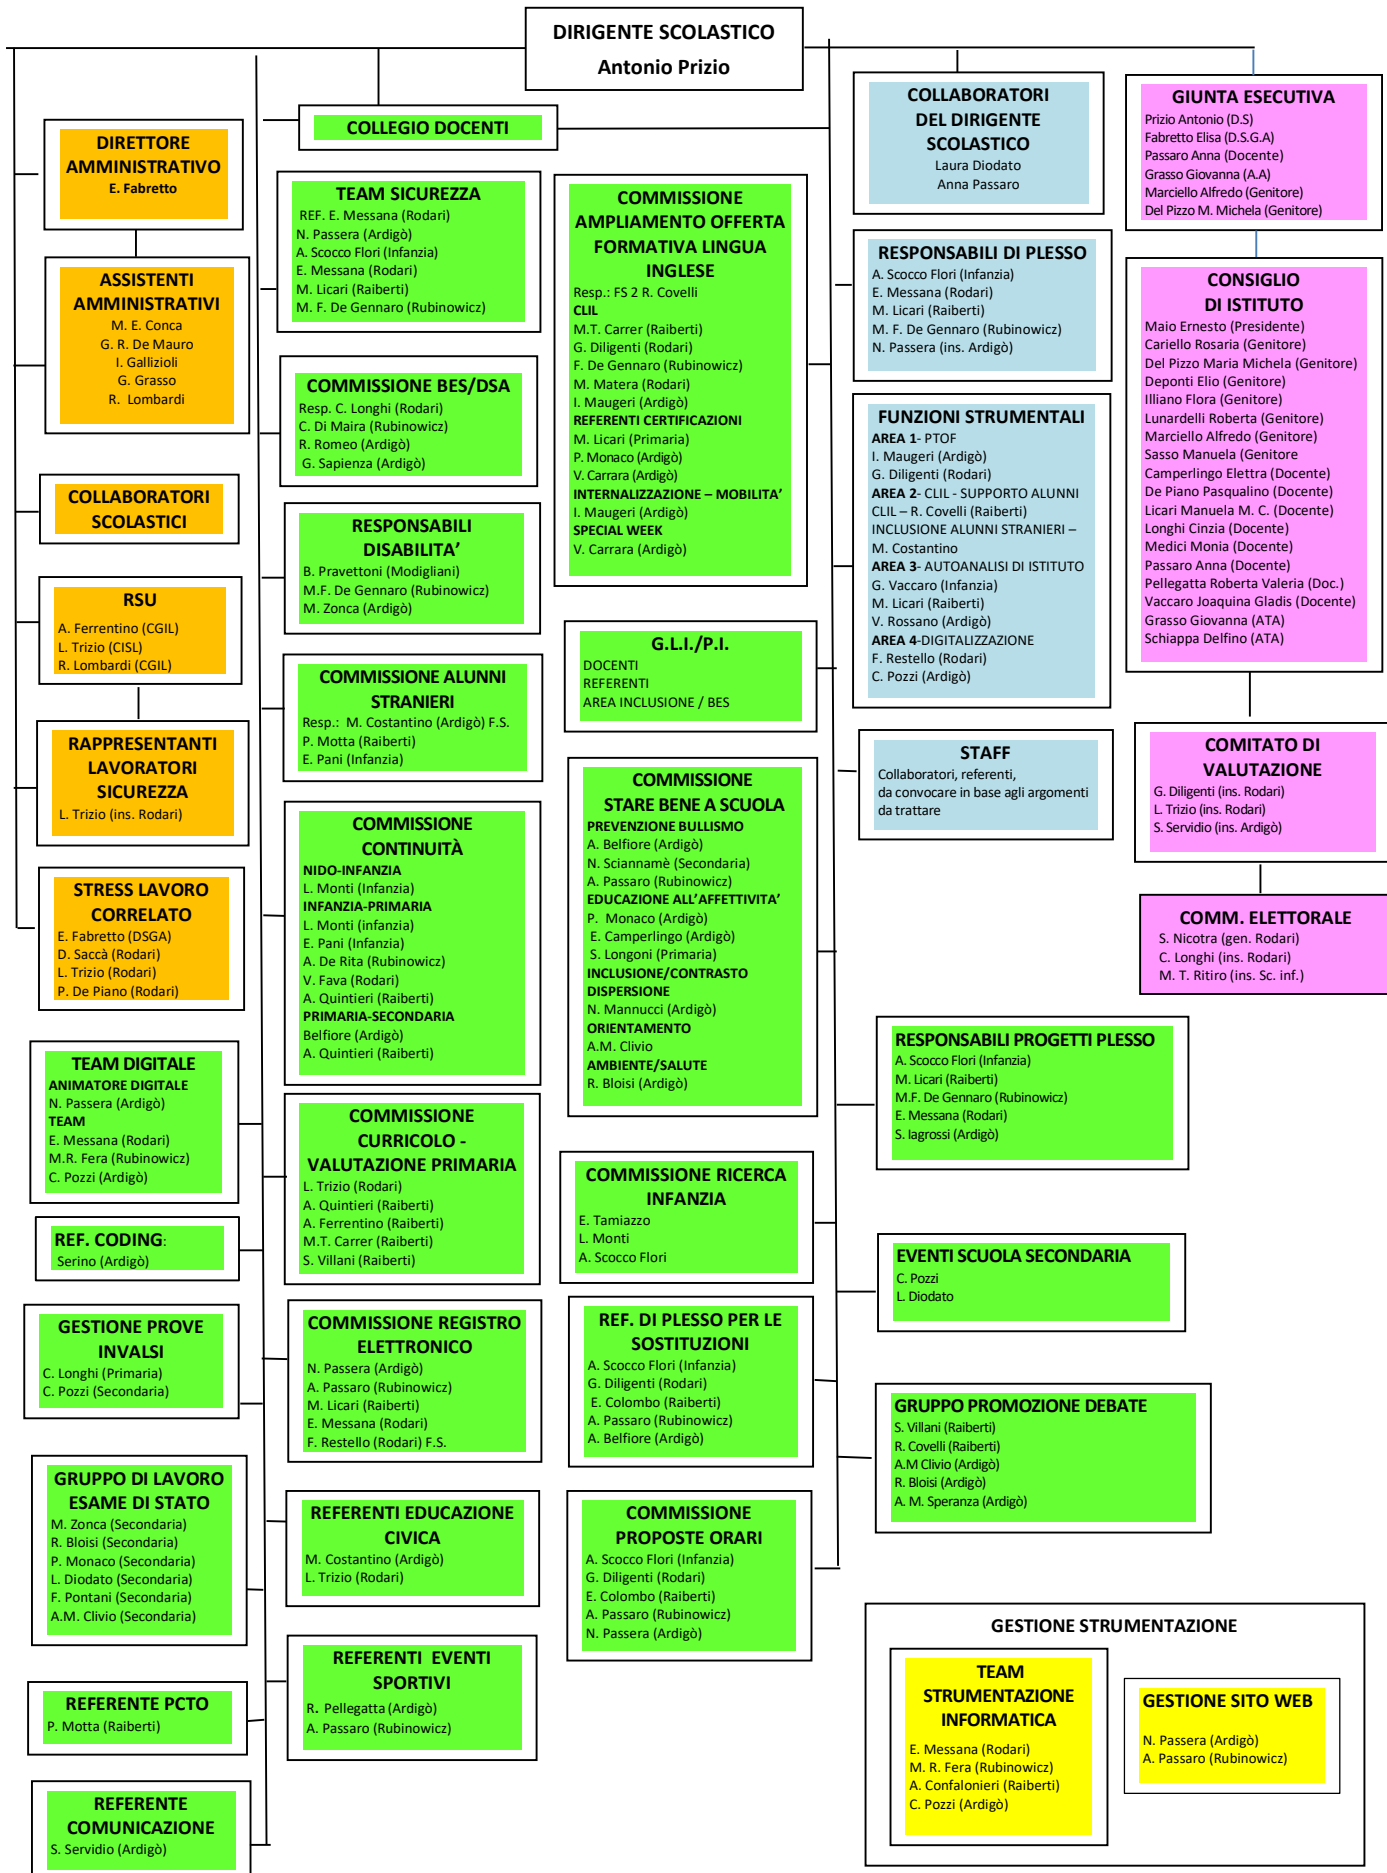 DIRIGENTE SCOLASTICO
Antonio Prizio
COLLEGIO DOCENTI
DIRETTORE
AMMINISTRATIVO
E. Fabretto
ASSISTENTI
AMMINISTRATIVI
M. E. Conca
G. R. De Mauro
I. Gallizioli
G. Grasso
R. Lombardi
COLLABORATORI
SCOLASTICI
RSU
A. Ferrentino (CGIL)
L. Trizio (CISL)
R. Lombardi (CGIL)
RAPPRESENTANTI
LAVORATORI
SICUREZZA
L. Trizio (ins. Rodari)
STRESS LAVORO
CORRELATO
E. Fabretto (DSGA)
D. Saccà (Rodari)
L. Trizio (Rodari)
P. De Piano (Rodari)
TEAM DIGITALE
ANIMATORE DIGITALE
N. Passera (Ardigò)
TEAM
E. Messana (Rodari)
M.R. Fera (Rubinowicz)
C. Pozzi (Ardigò)
REF. CODING:
Serino (Ardigò)
GESTIONE PROVE
INVALSI
C. Longhi (Primaria)
C. Pozzi (Secondaria)
GRUPPO DI LAVORO
ESAME DI STATO
M. Zonca (Secondaria)
R. Bloisi (Secondaria)
P. Monaco (Secondaria)
L. Diodato (Secondaria)
F. Pontani (Secondaria)
A.M. Clivio (Secondaria)
REFERENTE PCTO
P. Motta (Raiberti)
REFERENTE
COMUNICAZIONE
S. Servidio (Ardigò)
TEAM SICUREZZA
REF. E. Messana (Rodari)
N. Passera (Ardigò)
A. Scocco Flori (Infanzia)
E. Messana (Rodari)
M. Licari (Raiberti)
M. F. De Gennaro (Rubinowicz)
COMMISSIONE BES/DSA
Resp. C. Longhi (Rodari)
C. Di Maira (Rubinowicz)
R. Romeo (Ardigò)
G. Sapienza (Ardigò)
RESPONSABILI
DISABILITA’
B. Pravettoni (Modigliani)
M.F. De Gennaro (Rubinowicz)
M. Zonca (Ardigò)
COMMISSIONE ALUNNI
STRANIERI
Resp.: M. Costantino (Ardigò) F.S.
P. Motta (Raiberti)
E. Pani (Infanzia)
COMMISSIONE
CONTINUITÀ
NIDO-INFANZIA
L. Monti (Infanzia)
INFANZIA-PRIMARIA
L. Monti (infanzia)
E. Pani (Infanzia)
A. De Rita (Rubinowicz)
V. Fava (Rodari)
A. Quintieri (Raiberti)
PRIMARIA-SECONDARIA
Belfiore (Ardigò)
A. Quintieri (Raiberti)
COMMISSIONE
CURRICOLO -
VALUTAZIONE PRIMARIA
L. Trizio (Rodari)
A. Quintieri (Raiberti)
A. Ferrentino (Raiberti)
M.T. Carrer (Raiberti)
S. Villani (Raiberti)
COMMISSIONE REGISTRO
ELETTRONICO
N. Passera (Ardigò)
A. Passaro (Rubinowicz)
M. Licari (Raiberti)
E. Messana (Rodari)
F. Restello (Rodari) F.S.
REFERENTI EDUCAZIONE
CIVICA
M. Costantino (Ardigò)
L. Trizio (Rodari)
REFERENTI EVENTI
SPORTIVI
R. Pellegatta (Ardigò)
A. Passaro (Rubinowicz)
COMMISSIONE
AMPLIAMENTO OFFERTA
FORMATIVA LINGUA
INGLESE
Resp.: FS 2 R. Covelli
CLIL
M.T. Carrer (Raiberti)
G. Diligenti (Rodari)
F. De Gennaro (Rubinowicz)
M. Matera (Rodari)
I. Maugeri (Ardigò)
REFERENTI CERTIFICAZIONI
M. Licari (Primaria)
P. Monaco (Ardigò)
V. Carrara (Ardigò)
INTERNALIZZAZIONE – MOBILITA’
I. Maugeri (Ardigò)
SPECIAL WEEK
V. Carrara (Ardigò)
G.L.I./P.I.
DOCENTI
REFERENTI
AREA INCLUSIONE / BES
COMMISSIONE
STARE BENE A SCUOLA
PREVENZIONE BULLISMO
A. Belfiore (Ardigò)
N. Sciannamè (Secondaria)
A. Passaro (Rubinowicz)
EDUCAZIONE ALL’AFFETTIVITA’
P. Monaco (Ardigò)
E. Camperlingo (Ardigò)
S. Longoni (Primaria)
INCLUSIONE/CONTRASTO
DISPERSIONE
N. Mannucci (Ardigò)
ORIENTAMENTO
A.M. Clivio
AMBIENTE/SALUTE
R. Bloisi (Ardigò)
COMMISSIONE RICERCA
INFANZIA
E. Tamiazzo
L. Monti
A. Scocco Flori
REF. DI PLESSO PER LE
SOSTITUZIONI
A. Scocco Flori (Infanzia)
G. Diligenti (Rodari)
E. Colombo (Raiberti)
A. Passaro (Rubinowicz)
A. Belfiore (Ardigò)
COMMISSIONE
PROPOSTE ORARI
A. Scocco Flori (Infanzia)
G. Diligenti (Rodari)
E. Colombo (Raiberti)
A. Passaro (Rubinowicz)
N. Passera (Ardigò)
COLLABORATORI
DEL DIRIGENTE
SCOLASTICO
Laura Diodato
Anna Passaro
RESPONSABILI DI PLESSO
A. Scocco Flori (Infanzia)
E. Messana (Rodari)
M. Licari (Raiberti)
M. F. De Gennaro (Rubinowicz)
N. Passera (ins. Ardigò)
FUNZIONI STRUMENTALI
AREA 1- PTOF
I. Maugeri (Ardigò)
G. Diligenti (Rodari)
AREA 2- CLIL - SUPPORTO ALUNNI
CLIL – R. Covelli (Raiberti)
INCLUSIONE ALUNNI STRANIERI –
M. Costantino
AREA 3- AUTOANALISI DI ISTITUTO
G. Vaccaro (Infanzia)
M. Licari (Raiberti)
V. Rossano (Ardigò)
AREA 4-DIGITALIZZAZIONE
F. Restello (Rodari)
C. Pozzi (Ardigò)
STAFF
Collaboratori, referenti,
da convocare in base agli argomenti
da trattare
RESPONSABILI PROGETTI PLESSO
A. Scocco Flori (Infanzia)
M. Licari (Raiberti)
M.F. De Gennaro (Rubinowicz)
E. Messana (Rodari)
S. Iagrossi (Ardigò)
EVENTI SCUOLA SECONDARIA
C. Pozzi
L. Diodato
GRUPPO PROMOZIONE DEBATE
S. Villani (Raiberti)
R. Covelli (Raiberti)
A.M Clivio (Ardigò)
R. Bloisi (Ardigò)
A. M. Speranza (Ardigò)
GIUNTA ESECUTIVA
Prizio Antonio (D.S)
Fabretto Elisa (D.S.G.A)
Passaro Anna (Docente)
Grasso Giovanna (A.A)
Marciello Alfredo (Genitore)
Del Pizzo M. Michela (Genitore)
CONSIGLIO
DI ISTITUTO
Maio Ernesto (Presidente)
Cariello Rosaria (Genitore)
Del Pizzo Maria Michela (Genitore)
Deponti Elio (Genitore)
Illiano Flora (Genitore)
Lunardelli Roberta (Genitore)
Marciello Alfredo (Genitore)
Sasso Manuela (Genitore
Camperlingo Elettra (Docente)
De Piano Pasqualino (Docente)
Licari Manuela M. C. (Docente)
Longhi Cinzia (Docente)
Medici Monia (Docente)
Passaro Anna (Docente)
Pellegatta Roberta Valeria (Doc.)
Vaccaro Joaquina Gladis (Docente)
Grasso Giovanna (ATA)
Schiappa Delfino (ATA)
COMITATO DI
VALUTAZIONE
G. Diligenti (ins. Rodari)
L. Trizio (ins. Rodari)
S. Servidio (ins. Ardigò)
COMM. ELETTORALE
S. Nicotra (gen. Rodari)
C. Longhi (ins. Rodari)
M. T. Ritiro (ins. Sc. inf.)
GESTIONE STRUMENTAZIONE
TEAM
STRUMENTAZIONE
INFORMATICA
E. Messana (Rodari)
M. R. Fera (Rubinowicz)
A. Confalonieri (Raiberti)
C. Pozzi (Ardigò)
GESTIONE SITO WEB
N. Passera (Ardigò)
A. Passaro (Rubinowicz)